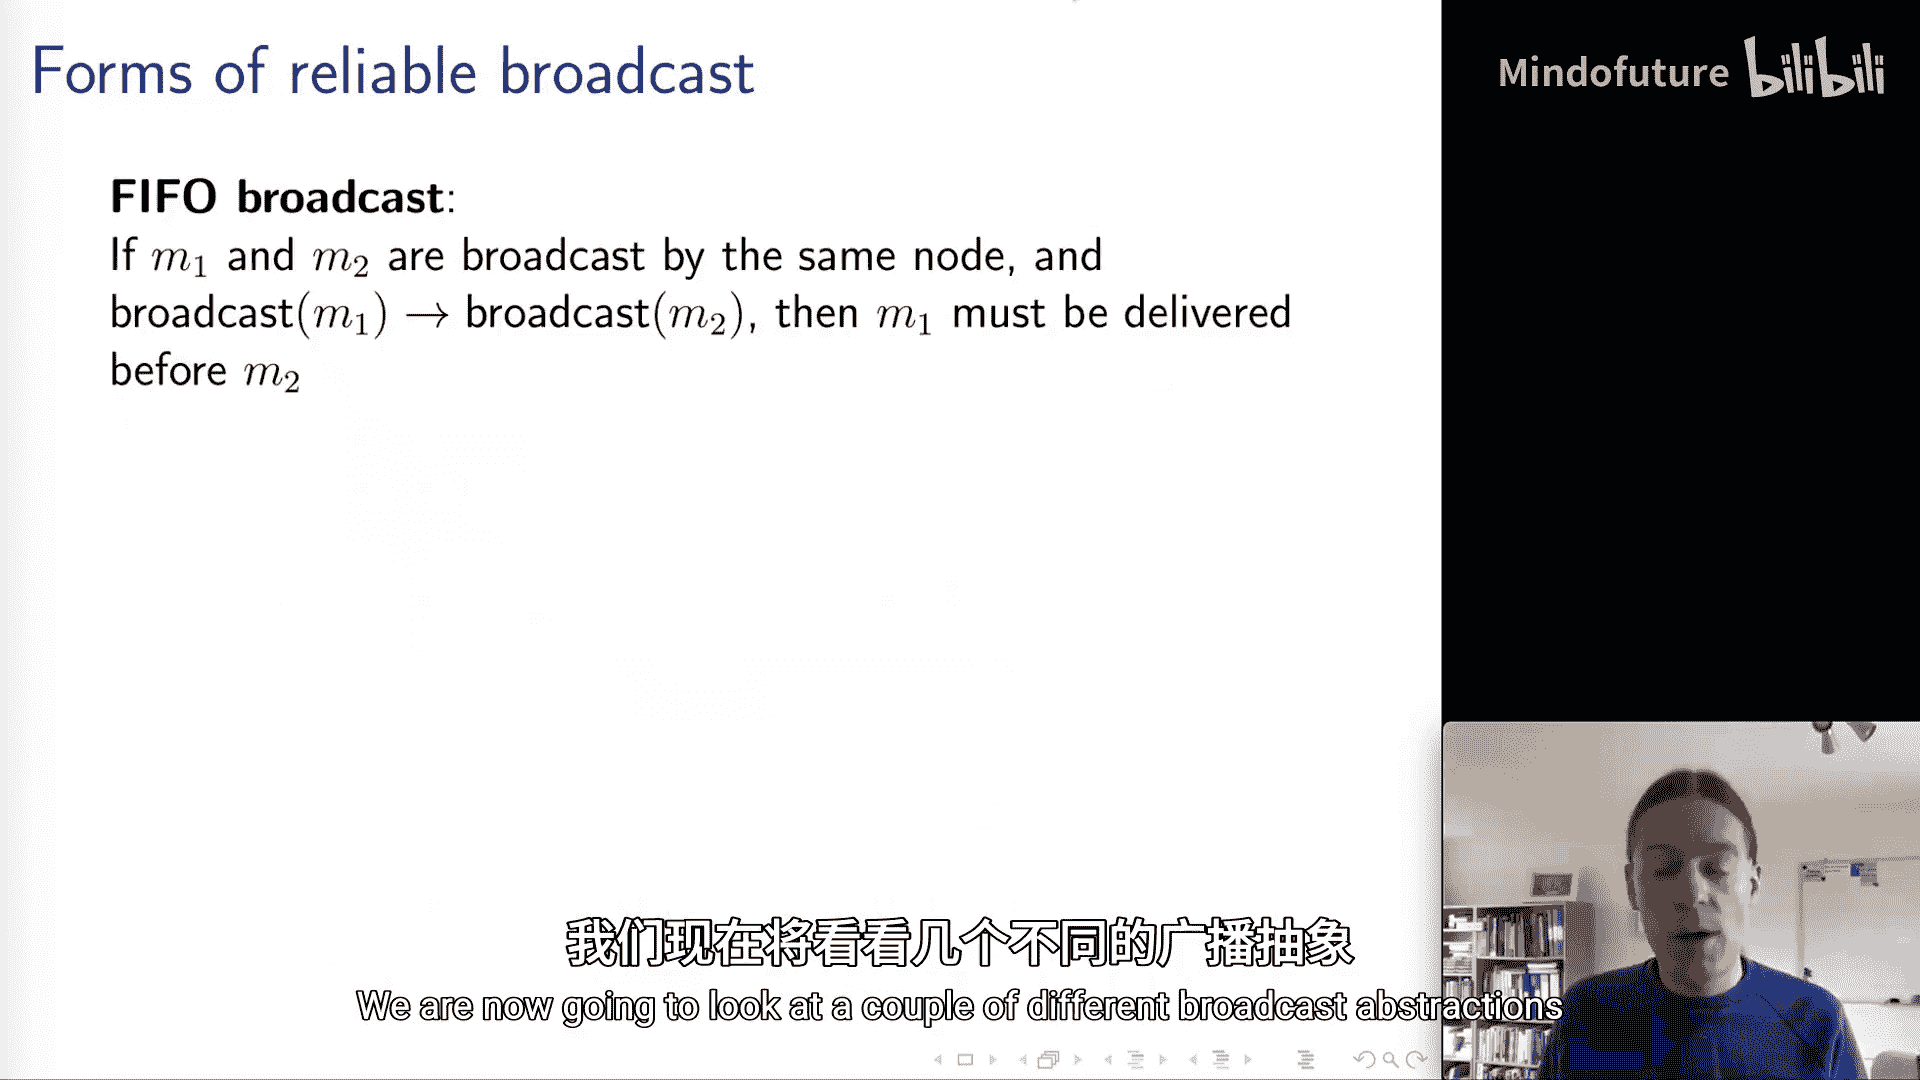 Forms of reliable broadcast
Mindofuture bilibili
FIFO broadcast:
If m₁ and m₂ are broadcast by the same node, and
broadcast(m₁) → broadcast(m₂), then m₁ must be delivered
before m₂
我们现在将看看几个不同的广播抽象
We are now going to look at a couple of different broadcast abstractions